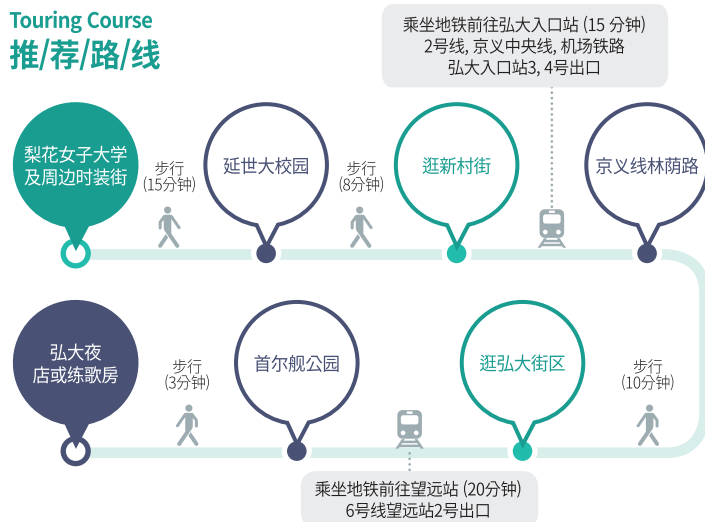 Touring Course
推/荐/路/线
乘坐地铁前往弘大入口站 (15 分钟)
2号线, 京义中央线, 机场铁路
弘大入口站3, 4号出口
梨花女子大学
及周边时装街
步行
(15分钟)
延世大校园
步行
(8分钟)
逛新村街
京义线林荫路
弘大夜
店或练歌房
步行
(3分钟)
首尔舰公园
逛弘大街区
步行
(10分钟)
乘坐地铁前往望远站 (20分钟)
6号线望远站2号出口